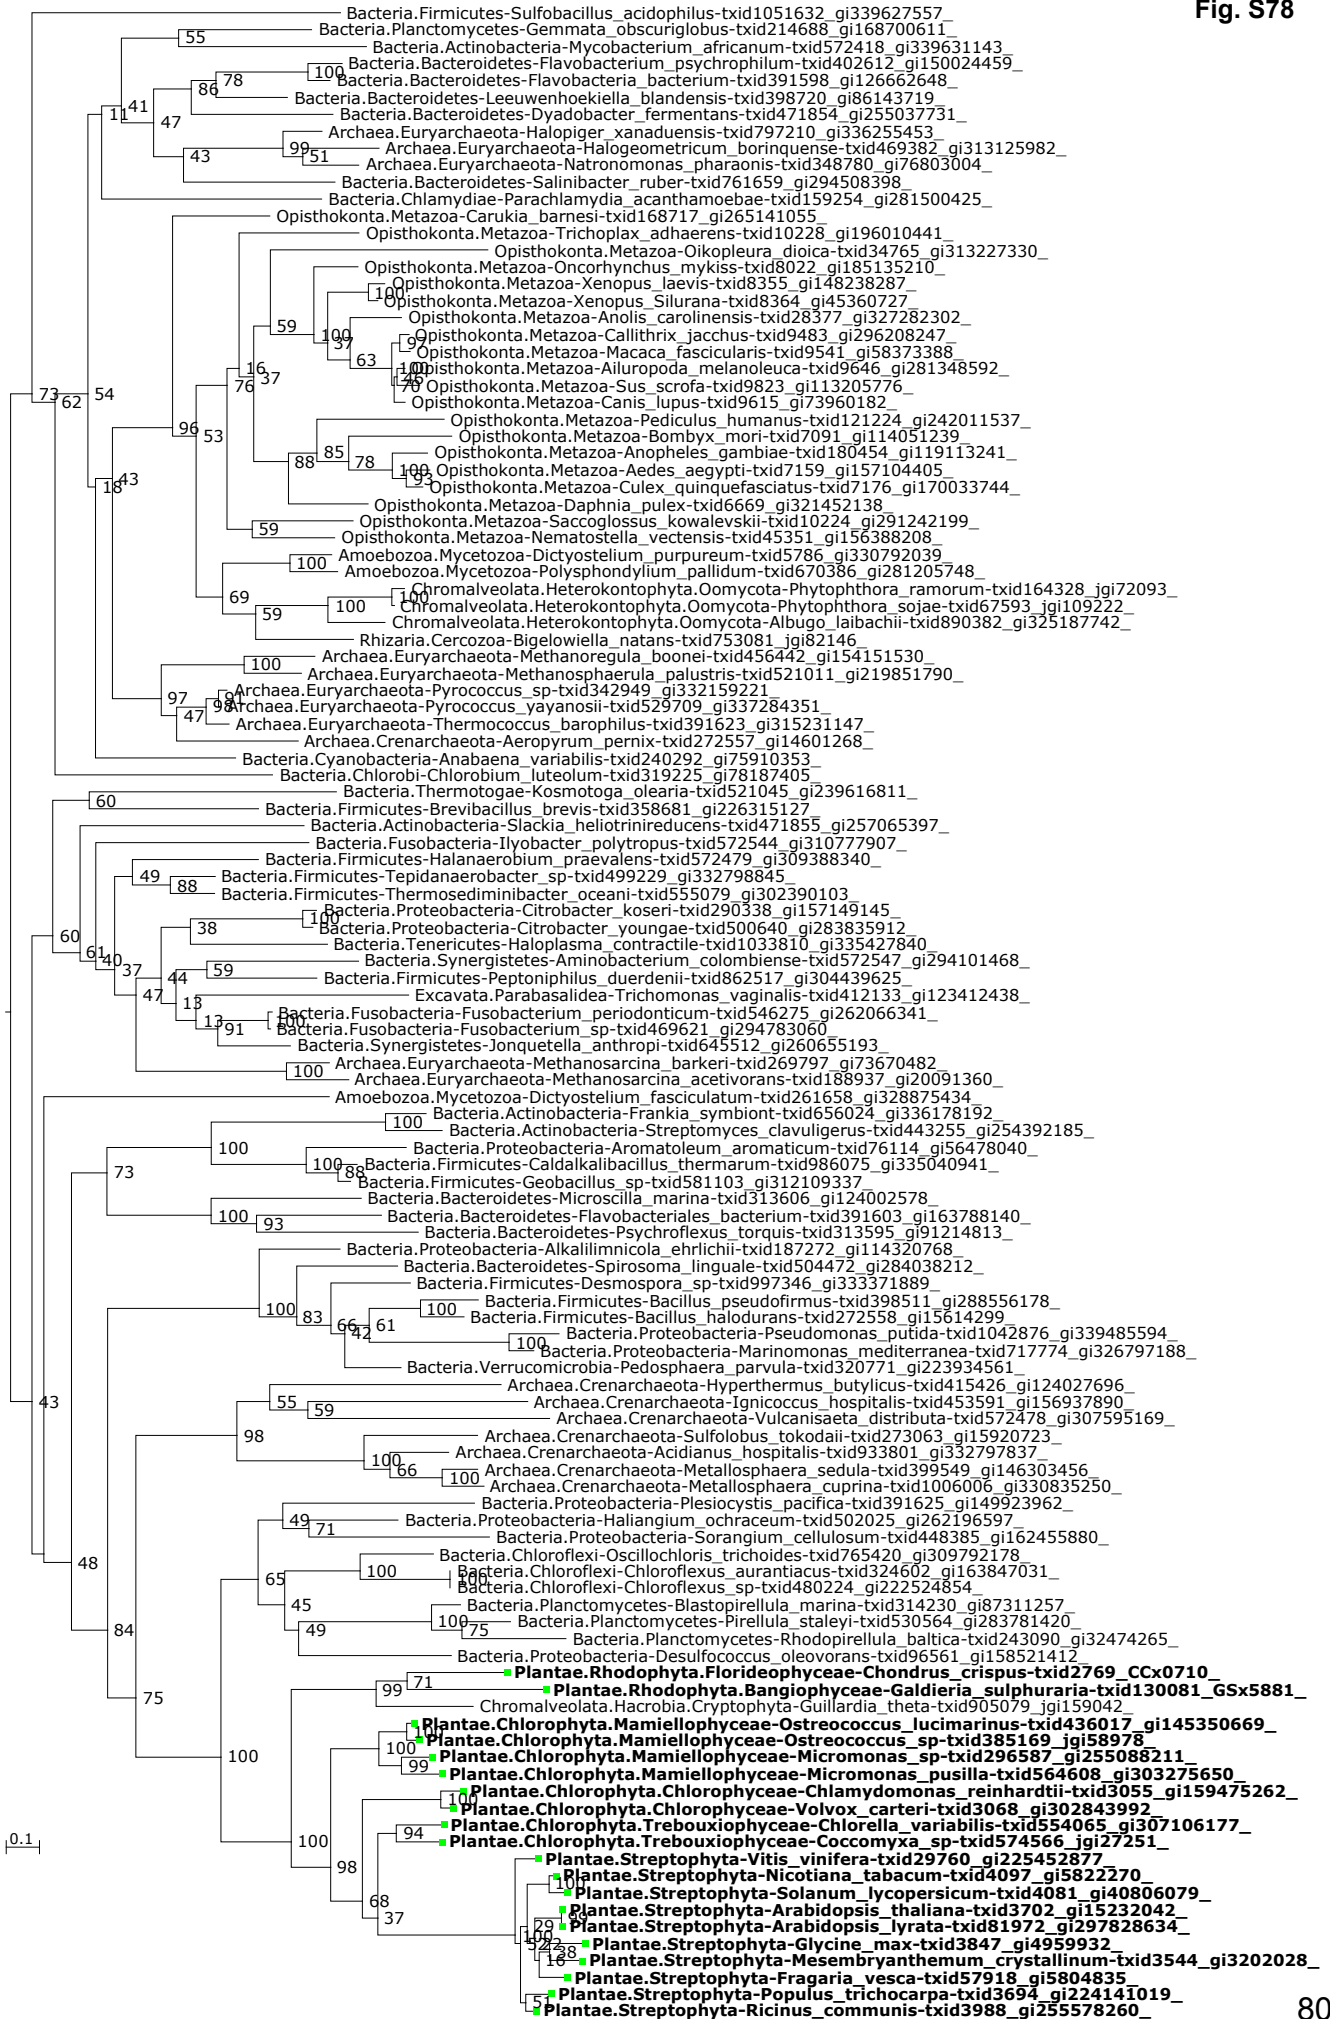 Fig. S78
Bacteria.Firmicutes-Sulfobacillus_acidophilus-txid1051632_gi339627557_
Bacteria.Planctomycetes-Gemmata_obscuriglobus-txid214688_gi168700611_
55
Bacteria.Actinobacteria-Mycobacterium_africanum-txid572418_gi339631143_
Bacteria.Bacteroidetes-Flavobacterium_psychrophilum-txid402612_gi150024459_
100
78
Bacteria.Bacteroidetes-Flavobacteria_bacterium-txid391598_gi126662648_
86
Bacteria.Bacteroidetes-Leeuwenhoekiella_blandensis-txid398720_gi86143719_
41
11
Bacteria.Bacteroidetes-Dyadobacter_fermentans-txid471854_gi255037731_
47
Archaea.Euryarchaeota-Halopiger_xanaduensis-txid797210_gi336255453_
99
Archaea.Euryarchaeota-Halogeometricum_borinquense-txid469382_gi313125982_
43
51
Archaea.Euryarchaeota-Natronomonas_pharaonis-txid348780_gi76803004_
Bacteria.Bacteroidetes-Salinibacter_ruber-txid761659_gi294508398_
Bacteria.Chlamydiae-Parachlamydia_acanthamoebae-txid159254_gi281500425_
Opisthokonta.Metazoa-Carukia_barnesi-txid168717_gi265141055_
Opisthokonta.Metazoa-Trichoplax_adhaerens-txid10228_gi196010441_
Opisthokonta.Metazoa-Oikopleura_dioica-txid34765_gi313227330_
Opisthokonta.Metazoa-Oncorhynchus_mykiss-txid8022_gi185135210_
Opisthokonta.Metazoa-Xenopus_laevis-txid8355_gi148238287_
100
Opisthokonta.Metazoa-Xenopus_Silurana-txid8364_gi45360727_
Opisthokonta.Metazoa-Anolis_carolinensis-txid28377_gi327282302_
59
100
Opisthokonta.Metazoa-Callithrix_jacchus-txid9483_gi296208247_
37
97
Opisthokonta.Metazoa-Macaca_fascicularis-txid9541_gi58373388_
63
16
100
Opisthokonta.Metazoa-Ailuropoda_melanoleuca-txid9646_gi281348592_
37
46
76
70
Opisthokonta.Metazoa-Sus_scrofa-txid9823_gi113205776_
73
62
54
Opisthokonta.Metazoa-Canis_lupus-txid9615_gi73960182_
Opisthokonta.Metazoa-Pediculus_humanus-txid121224_gi242011537_
96
53
Opisthokonta.Metazoa-Bombyx_mori-txid7091_gi114051239_
85
Opisthokonta.Metazoa-Anopheles_gambiae-txid180454_gi119113241_
88
78
100
Opisthokonta.Metazoa-Aedes_aegypti-txid7159_gi157104405_
43
93
18
Opisthokonta.Metazoa-Culex_quinquefasciatus-txid7176_gi170033744_
Opisthokonta.Metazoa-Daphnia_pulex-txid6669_gi321452138_
Opisthokonta.Metazoa-Saccoglossus_kowalevskii-txid10224_gi291242199_
59
Opisthokonta.Metazoa-Nematostella_vectensis-txid45351_gi156388208_
Amoebozoa.Mycetozoa-Dictyostelium_purpureum-txid5786_gi330792039_
100
Amoebozoa.Mycetozoa-Polysphondylium_pallidum-txid670386_gi281205748_
Chromalveolata.Heterokontophyta.Oomycota-Phytophthora_ramorum-txid164328_jgi72093_
69
100
100
Chromalveolata.Heterokontophyta.Oomycota-Phytophthora_sojae-txid67593_jgi109222_
59
Chromalveolata.Heterokontophyta.Oomycota-Albugo_laibachii-txid890382_gi325187742_
Rhizaria.Cercozoa-Bigelowiella_natans-txid753081_jgi82146_
Archaea.Euryarchaeota-Methanoregula_boonei-txid456442_gi154151530_
100
Archaea.Euryarchaeota-Methanosphaerula_palustris-txid521011_gi219851790_
Archaea.Euryarchaeota-Pyrococcus_sp-txid342949_gi332159221_
97
91
98
Archaea.Euryarchaeota-Pyrococcus_yayanosii-txid529709_gi337284351_
47
Archaea.Euryarchaeota-Thermococcus_barophilus-txid391623_gi315231147_
Archaea.Crenarchaeota-Aeropyrum_pernix-txid272557_gi14601268_
Bacteria.Cyanobacteria-Anabaena_variabilis-txid240292_gi75910353_
Bacteria.Chlorobi-Chlorobium_luteolum-txid319225_gi78187405_
Bacteria.Thermotogae-Kosmotoga_olearia-txid521045_gi239616811_
60
Bacteria.Firmicutes-Brevibacillus_brevis-txid358681_gi226315127_
Bacteria.Actinobacteria-Slackia_heliotrinireducens-txid471855_gi257065397_
Bacteria.Fusobacteria-Ilyobacter_polytropus-txid572544_gi310777907_
Bacteria.Firmicutes-Halanaerobium_praevalens-txid572479_gi309388340_
49
Bacteria.Firmicutes-Tepidanaerobacter_sp-txid499229_gi332798845_
88
Bacteria.Firmicutes-Thermosediminibacter_oceani-txid555079_gi302390103_
Bacteria.Proteobacteria-Citrobacter_koseri-txid290338_gi157149145_
100
38
Bacteria.Proteobacteria-Citrobacter_youngae-txid500640_gi283835912_
60
Bacteria.Tenericutes-Haloplasma_contractile-txid1033810_gi335427840_
61
40
Bacteria.Synergistetes-Aminobacterium_colombiense-txid572547_gi294101468_
37
59
44
Bacteria.Firmicutes-Peptoniphilus_duerdenii-txid862517_gi304439625_
47
Excavata.Parabasalidea-Trichomonas_vaginalis-txid412133_gi123412438_
13
Bacteria.Fusobacteria-Fusobacterium_periodonticum-txid546275_gi262066341_
13
100
91
Bacteria.Fusobacteria-Fusobacterium_sp-txid469621_gi294783060_
Bacteria.Synergistetes-Jonquetella_anthropi-txid645512_gi260655193_
Archaea.Euryarchaeota-Methanosarcina_barkeri-txid269797_gi73670482_
100
Archaea.Euryarchaeota-Methanosarcina_acetivorans-txid188937_gi20091360_
Amoebozoa.Mycetozoa-Dictyostelium_fasciculatum-txid261658_gi328875434_
Bacteria.Actinobacteria-Frankia_symbiont-txid656024_gi336178192_
100
Bacteria.Actinobacteria-Streptomyces_clavuligerus-txid443255_gi254392185_
100
Bacteria.Proteobacteria-Aromatoleum_aromaticum-txid76114_gi56478040_
100
Bacteria.Firmicutes-Caldalkalibacillus_thermarum-txid986075_gi335040941_
73
88
Bacteria.Firmicutes-Geobacillus_sp-txid581103_gi312109337_
Bacteria.Bacteroidetes-Microscilla_marina-txid313606_gi124002578_
100
Bacteria.Bacteroidetes-Flavobacteriales_bacterium-txid391603_gi163788140_
93
Bacteria.Bacteroidetes-Psychroflexus_torquis-txid313595_gi91214813_
Bacteria.Proteobacteria-Alkalilimnicola_ehrlichii-txid187272_gi114320768_
Bacteria.Bacteroidetes-Spirosoma_linguale-txid504472_gi284038212_
Bacteria.Firmicutes-Desmospora_sp-txid997346_gi333371889_
Bacteria.Firmicutes-Bacillus_pseudofirmus-txid398511_gi288556178_
100
100
83
Bacteria.Firmicutes-Bacillus_halodurans-txid272558_gi15614299_
66
61
42
Bacteria.Proteobacteria-Pseudomonas_putida-txid1042876_gi339485594_
100
Bacteria.Proteobacteria-Marinomonas_mediterranea-txid717774_gi326797188_
Bacteria.Verrucomicrobia-Pedosphaera_parvula-txid320771_gi223934561_
Archaea.Crenarchaeota-Hyperthermus_butylicus-txid415426_gi124027696_
43
55
Archaea.Crenarchaeota-Ignicoccus_hospitalis-txid453591_gi156937890_
59
Archaea.Crenarchaeota-Vulcanisaeta_distributa-txid572478_gi307595169_
98
Archaea.Crenarchaeota-Sulfolobus_tokodaii-txid273063_gi15920723_
Archaea.Crenarchaeota-Acidianus_hospitalis-txid933801_gi332797837_
100
66
Archaea.Crenarchaeota-Metallosphaera_sedula-txid399549_gi146303456_
100
Archaea.Crenarchaeota-Metallosphaera_cuprina-txid1006006_gi330835250_
Bacteria.Proteobacteria-Plesiocystis_pacifica-txid391625_gi149923962_
49
Bacteria.Proteobacteria-Haliangium_ochraceum-txid502025_gi262196597_
71
Bacteria.Proteobacteria-Sorangium_cellulosum-txid448385_gi162455880_
48
Bacteria.Chloroflexi-Oscillochloris_trichoides-txid765420_gi309792178_
100
Bacteria.Chloroflexi-Chloroflexus_aurantiacus-txid324602_gi163847031_
65
100
Bacteria.Chloroflexi-Chloroflexus_sp-txid480224_gi222524854_
45
Bacteria.Planctomycetes-Blastopirellula_marina-txid314230_gi87311257_
100
Bacteria.Planctomycetes-Pirellula_staleyi-txid530564_gi283781420_
84
49
75
Bacteria.Planctomycetes-Rhodopirellula_baltica-txid243090_gi32474265_
Bacteria.Proteobacteria-Desulfococcus_oleovorans-txid96561_gi158521412_
Plantae.Rhodophyta.Florideophyceae-Chondrus_crispus-txid2769_CCx0710_
71
99
Plantae.Rhodophyta.Bangiophyceae-Galdieria_sulphuraria-txid130081_GSx5881_
75
Chromalveolata.Hacrobia.Cryptophyta-Guillardia_theta-txid905079_jgi159042_
Plantae.Chlorophyta.Mamiellophyceae-Ostreococcus_lucimarinus-txid436017_gi145350669_
100
Plantae.Chlorophyta.Mamiellophyceae-Ostreococcus_sp-txid385169_jgi58978_
100
100
Plantae.Chlorophyta.Mamiellophyceae-Micromonas_sp-txid296587_gi255088211_
99
Plantae.Chlorophyta.Mamiellophyceae-Micromonas_pusilla-txid564608_gi303275650_
Plantae.Chlorophyta.Chlorophyceae-Chlamydomonas_reinhardtii-txid3055_gi159475262_
100
Plantae.Chlorophyta.Chlorophyceae-Volvox_carteri-txid3068_gi302843992_
Plantae.Chlorophyta.Trebouxiophyceae-Chlorella_variabilis-txid554065_gi307106177_
94
0.1
100
Plantae.Chlorophyta.Trebouxiophyceae-Coccomyxa_sp-txid574566_jgi27251_
Plantae.Streptophyta-Vitis_vinifera-txid29760_gi225452877_
98
Plantae.Streptophyta-Nicotiana_tabacum-txid4097_gi5822270_
100
Plantae.Streptophyta-Solanum_lycopersicum-txid4081_gi40806079_
68
Plantae.Streptophyta-Arabidopsis_thaliana-txid3702_gi15232042_
37
99
29
Plantae.Streptophyta-Arabidopsis_lyrata-txid81972_gi297828634_
100
52
22
Plantae.Streptophyta-Glycine_max-txid3847_gi4959932_
38
16
Plantae.Streptophyta-Mesembryanthemum_crystallinum-txid3544_gi3202028_
Plantae.Streptophyta-Fragaria_vesca-txid57918_gi5804835_
Plantae.Streptophyta-Populus_trichocarpa-txid3694_gi224141019_
51
Plantae.Streptophyta-Ricinus_communis-txid3988_gi255578260_
80